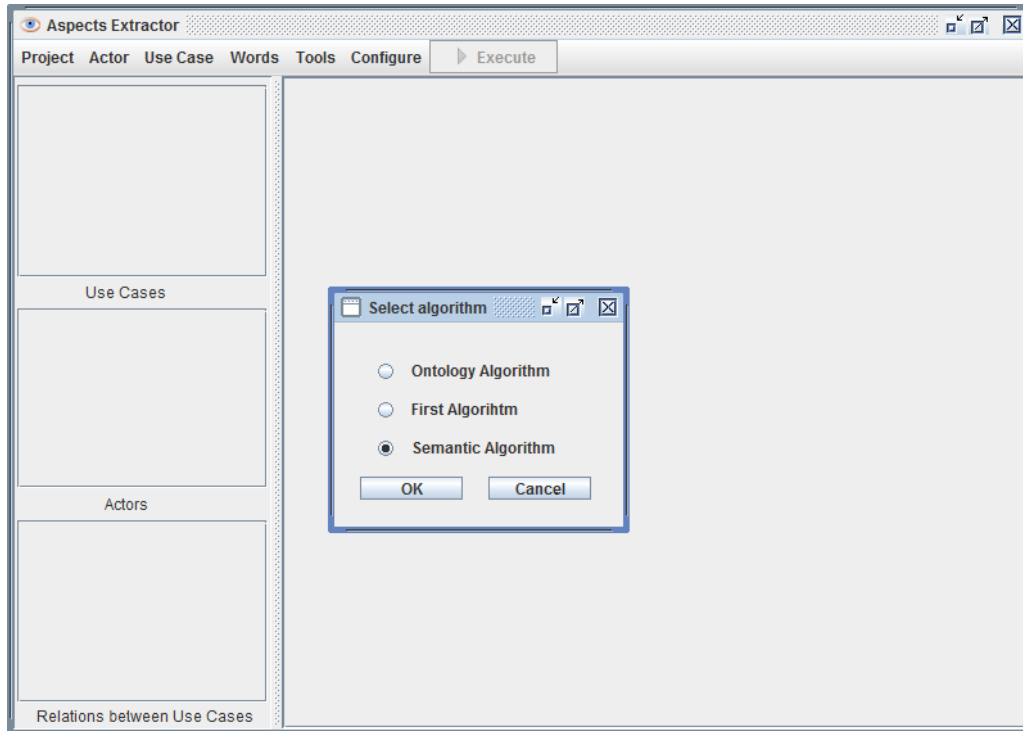 Aspects Extractor
Project Actor Use Case Words Tools Configure Execute
Use Cases
Select algorithm
Ontology Algorithm
First Algorihtm
Semantic Algorithm
OK Cancel
Actors
Relations between Use Cases